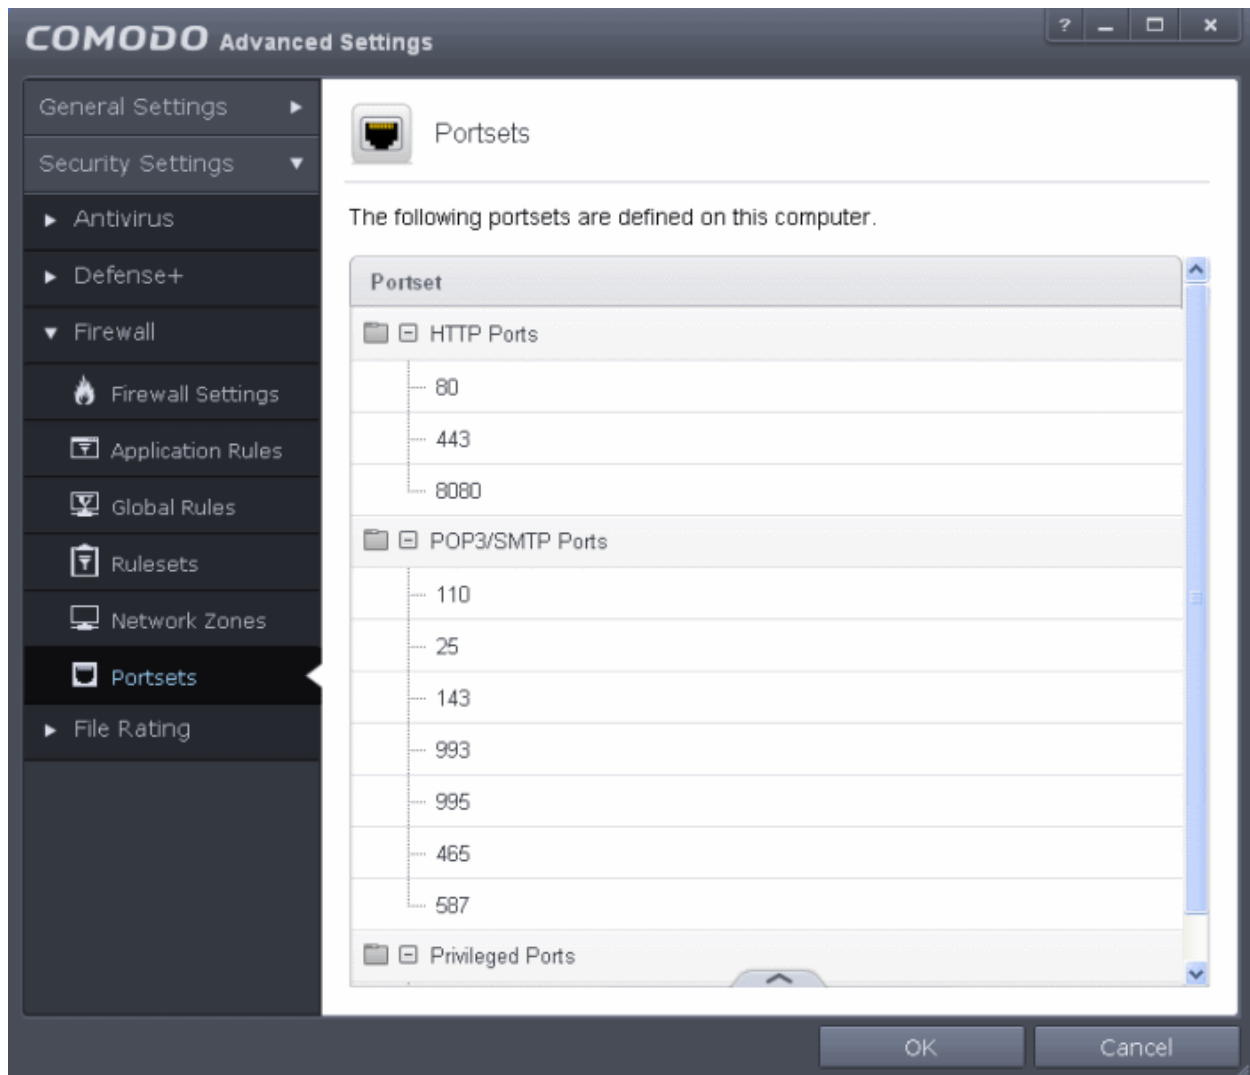 COMODO Advanced Settings
?
General Settings
Security Settings
Antivirus
Defense+
Firewall
Firewall Settings
Application Rules
Global Rules
Rulesets
Network Zones
Portsets
File Rating
Portsets
The following portsets are defined on this computer.
Portset
HTTP Ports
80
443
8080
POP3/SMTP Ports
110
25
143
993
995
465
587
Privileged Ports
OK
Cancel